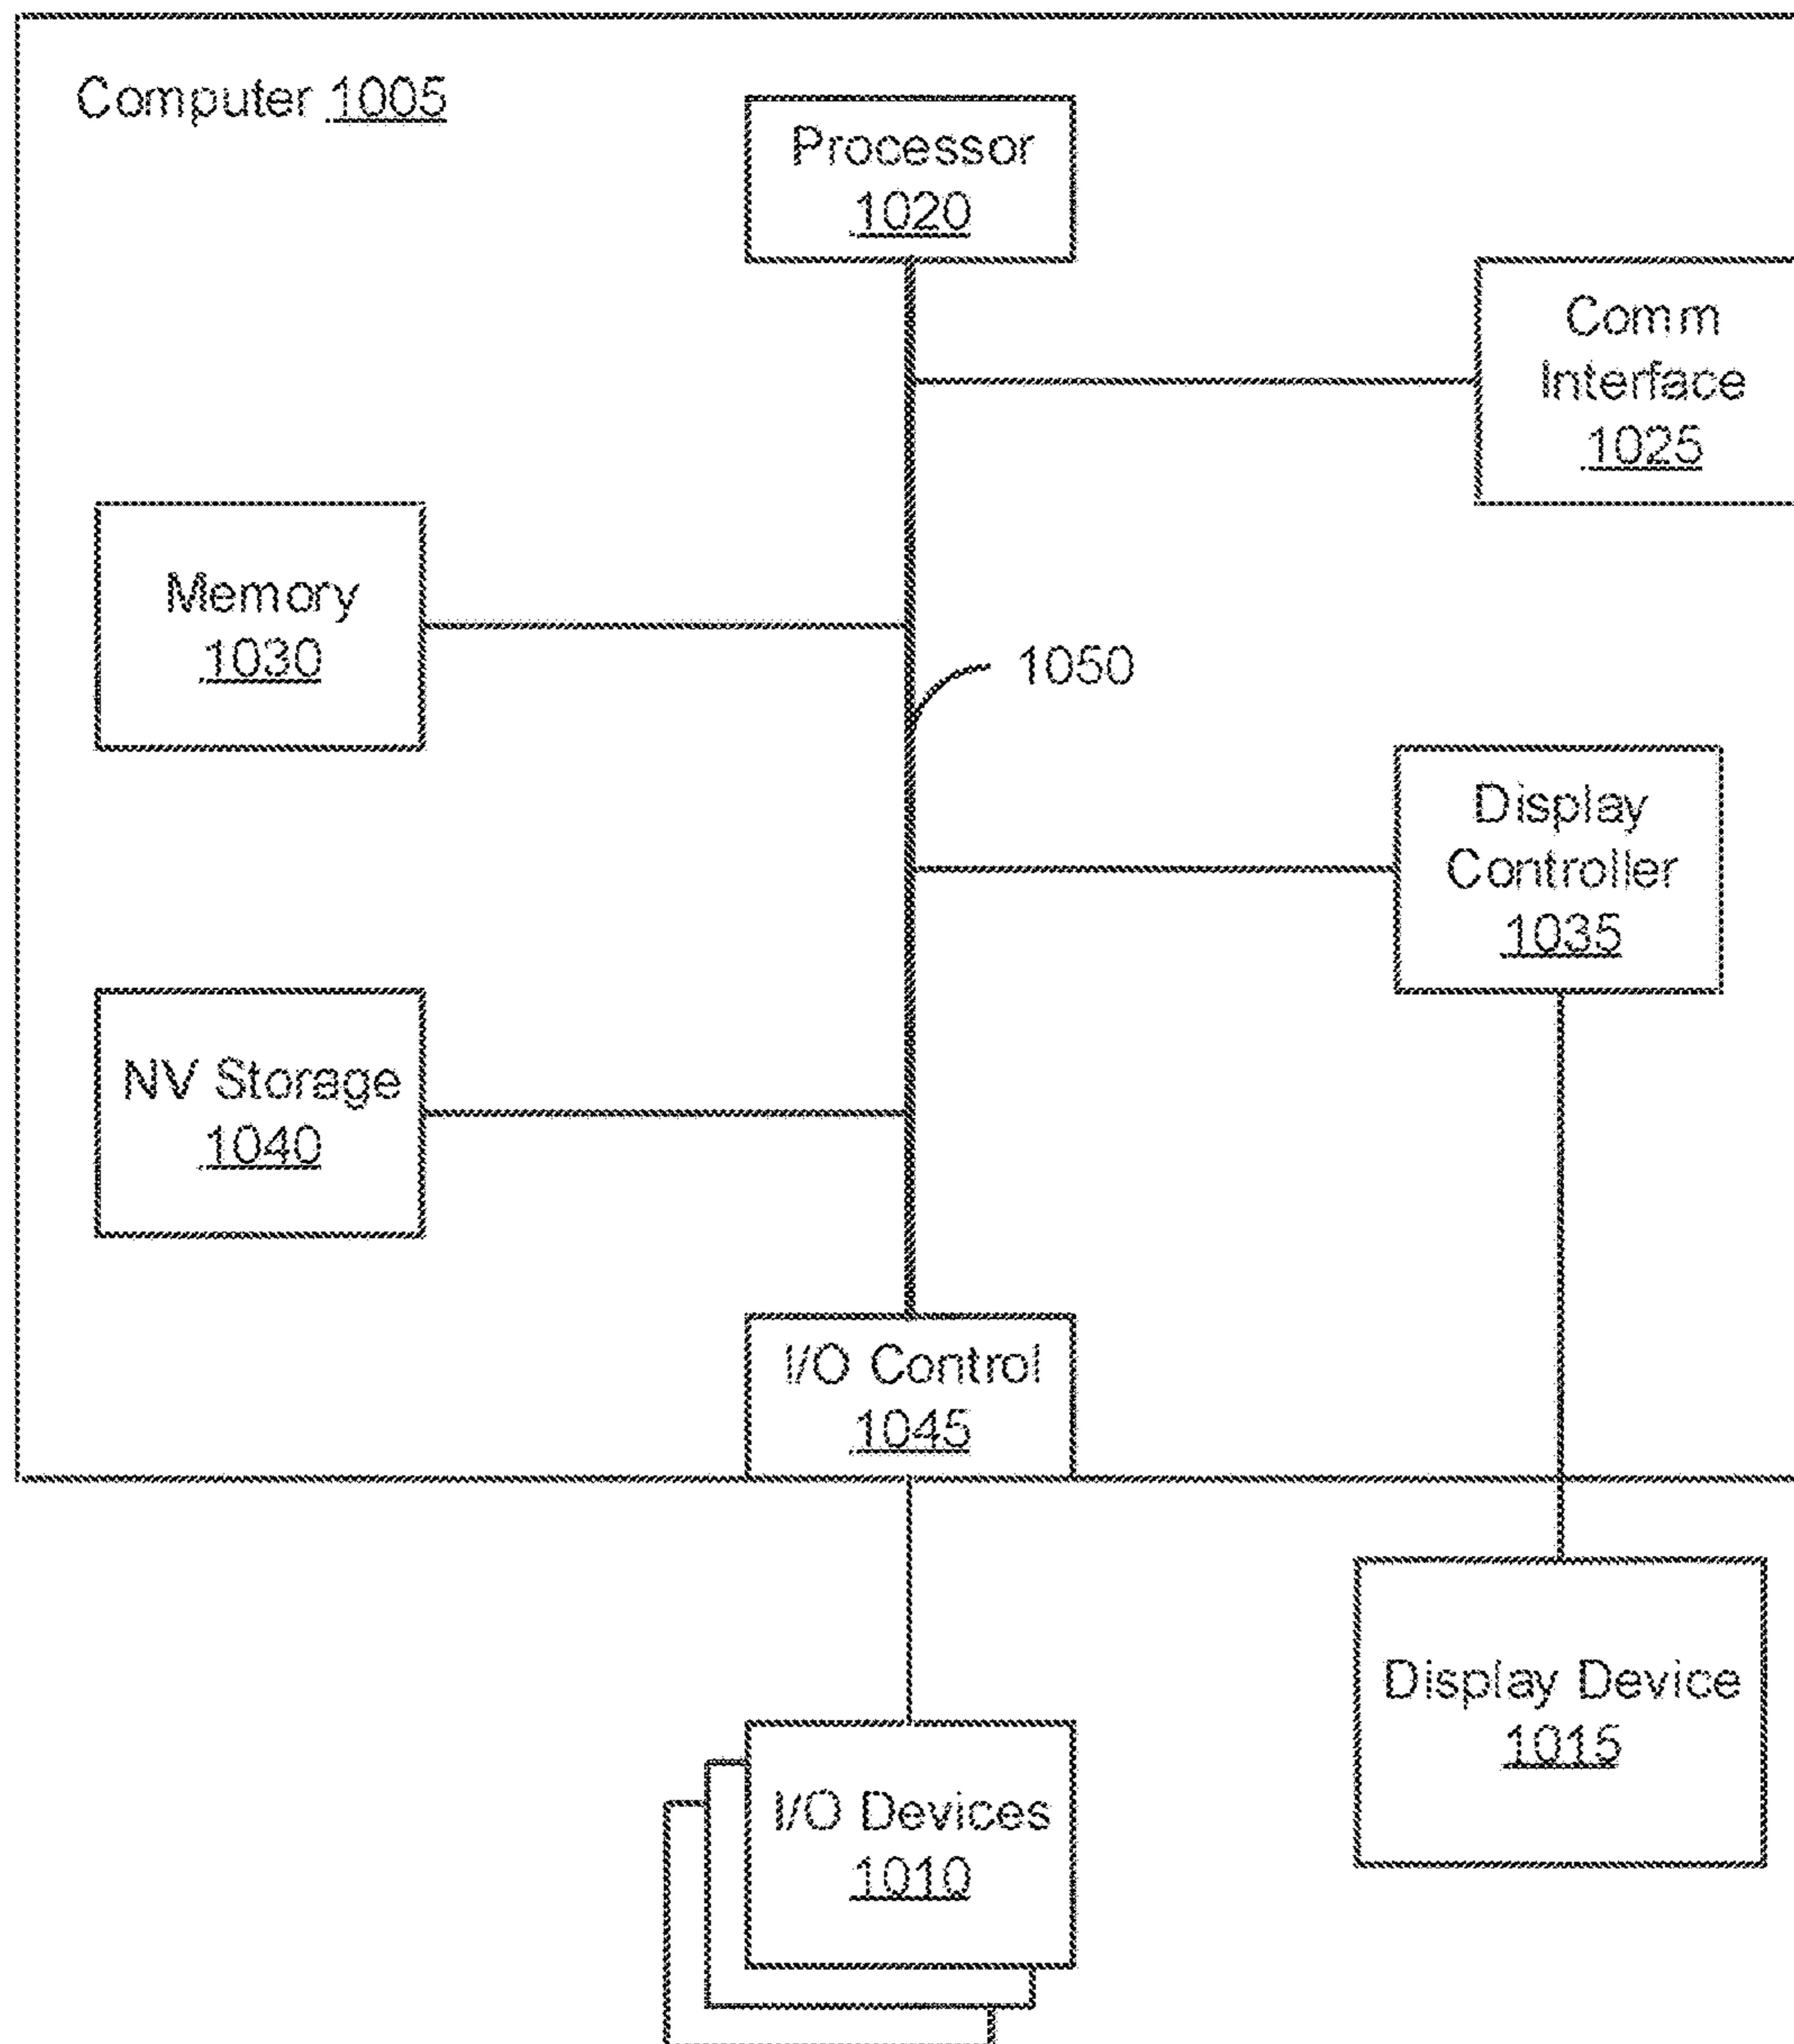 Computer 1005
Processor
1020
Comm
Interface
1025
Memory
1030
1050
Display
Controller
1035
NV Storage
1040
I/O Control
1045
Display Device
1015
I/O Devices
1010